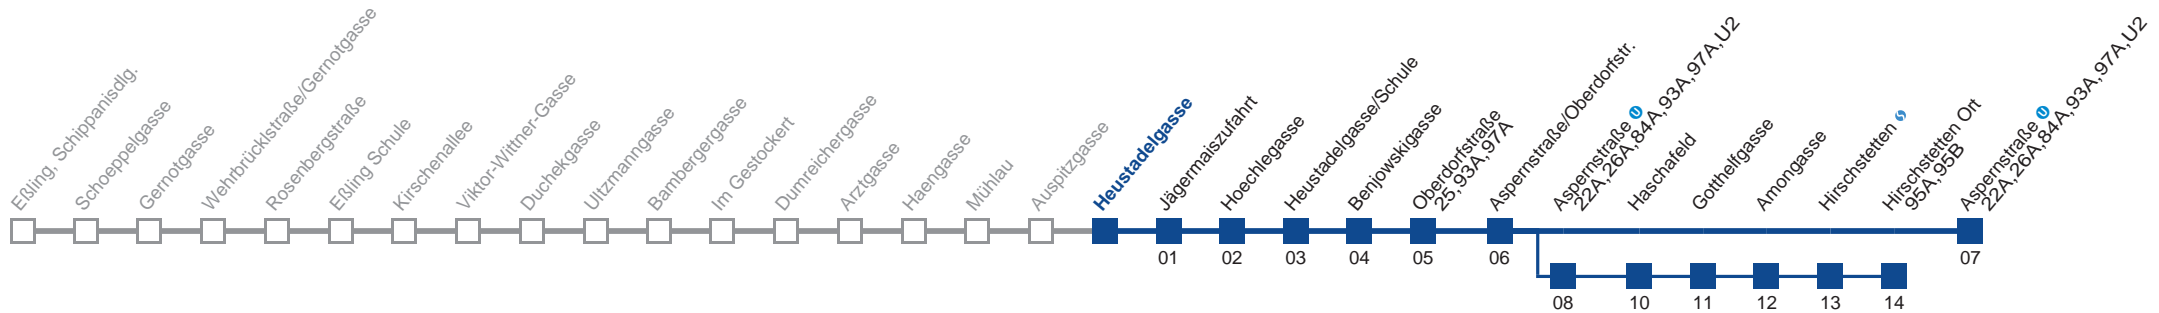 Eßling, Schippanisdlg.
Schoeppelgasse
Gernotgasse
Wehrbrücklstraße/Gernotgasse
Rosenbergstraße
Eßling Schule
Kirschenallee
Viktor-Wittner-Gasse
Duchekgasse
Ultzmanngasse
Bambergergasse
Im Gestockert
Dumreichergasse
Arztgasse
Haengasse
Mühlau
Auspitzgasse
Heustadelgasse
Jägermaiszufahrt
Hoechlegasse
Heustadelgasse/Schule
Benjowskigasse
Oberdorfstraße
25,93A,97A
Aspernstraße/Oberdorfstr.
Aspernstraße U
22A,26A,84A,93A,97A,U2
Haschafeld
Gotthelfgasse
Amongasse
Hirschstetten S
Hirschstetten Ort
95A,95B
Aspernstraße U
22A,26A,84A,93A,97A,U2
01 02 03 04 05 06 07
08 10 11 12 13 14